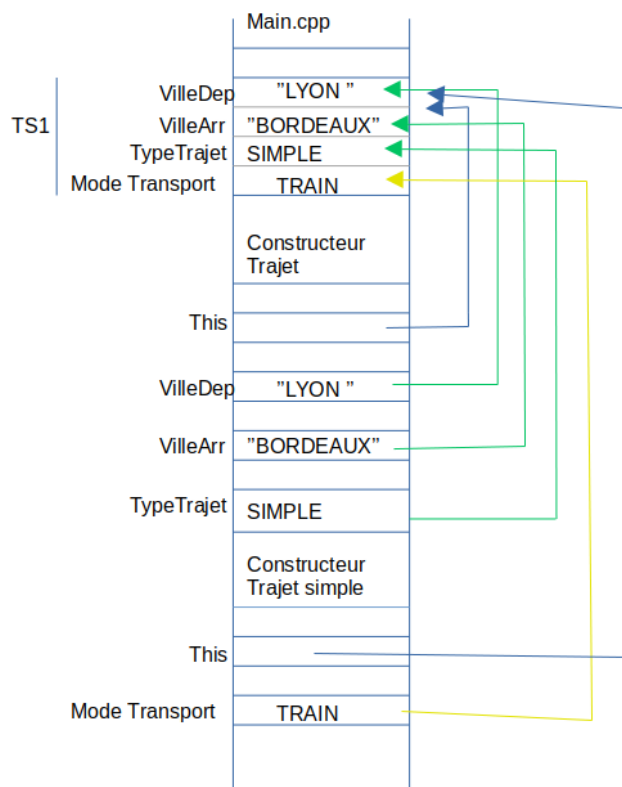 Main.cpp
VilleDep ”LYON ”
TS1
VilleArr ”BORDEAUX”
TypeTrajet SIMPLE
Mode Transport TRAIN
Constructeur
Trajet
This
VilleDep ”LYON ”
VilleArr ”BORDEAUX”
TypeTrajet SIMPLE
Constructeur
Trajet simple
This
Mode Transport TRAIN